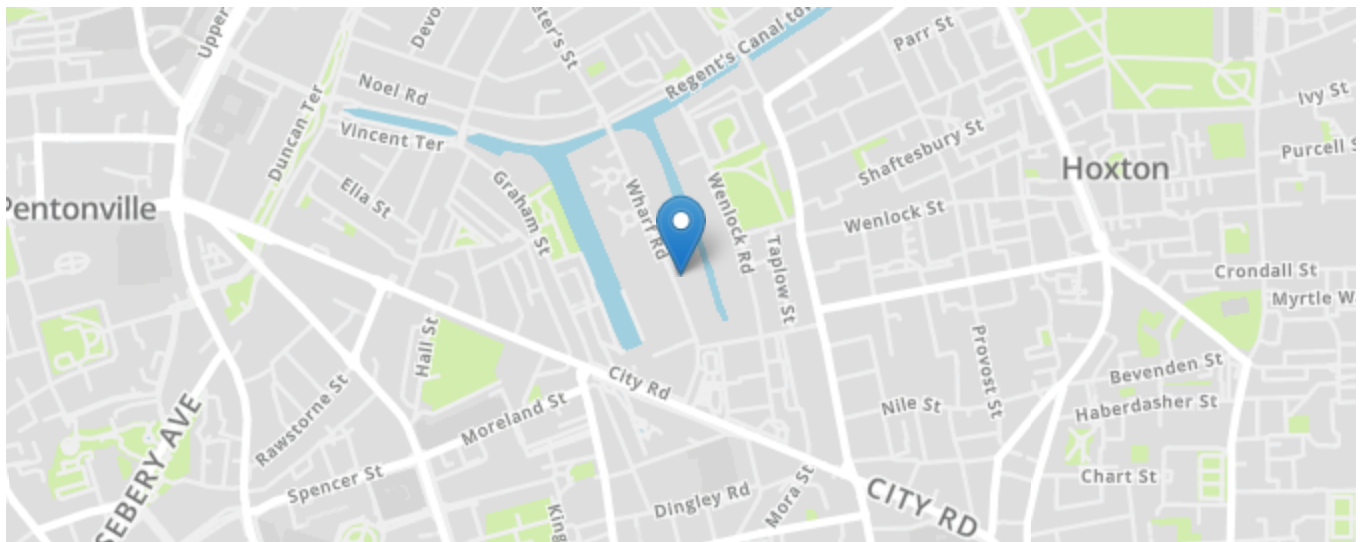 Upper
Devo
ter's St
Regent's Canal tow
Parr St
Noel Rd
Ivy St
Duncan Ter
Vincent Ter
Shaftesbury St
Purcell S
Hoxton
Elia St
Graham St
Wharf Rd
Wenlock Rd
Pentonville
Wenlock St
Taplow St
Crondall St
Myrtle W
Hall St
Provost St
City Rd
Bevenden St
Rawstorne St
Moreland St
Nile St
Haberdasher St
SEBERY AVE
Spencer St
Chart St
Dingley Rd
Mora St
CITY RD
King